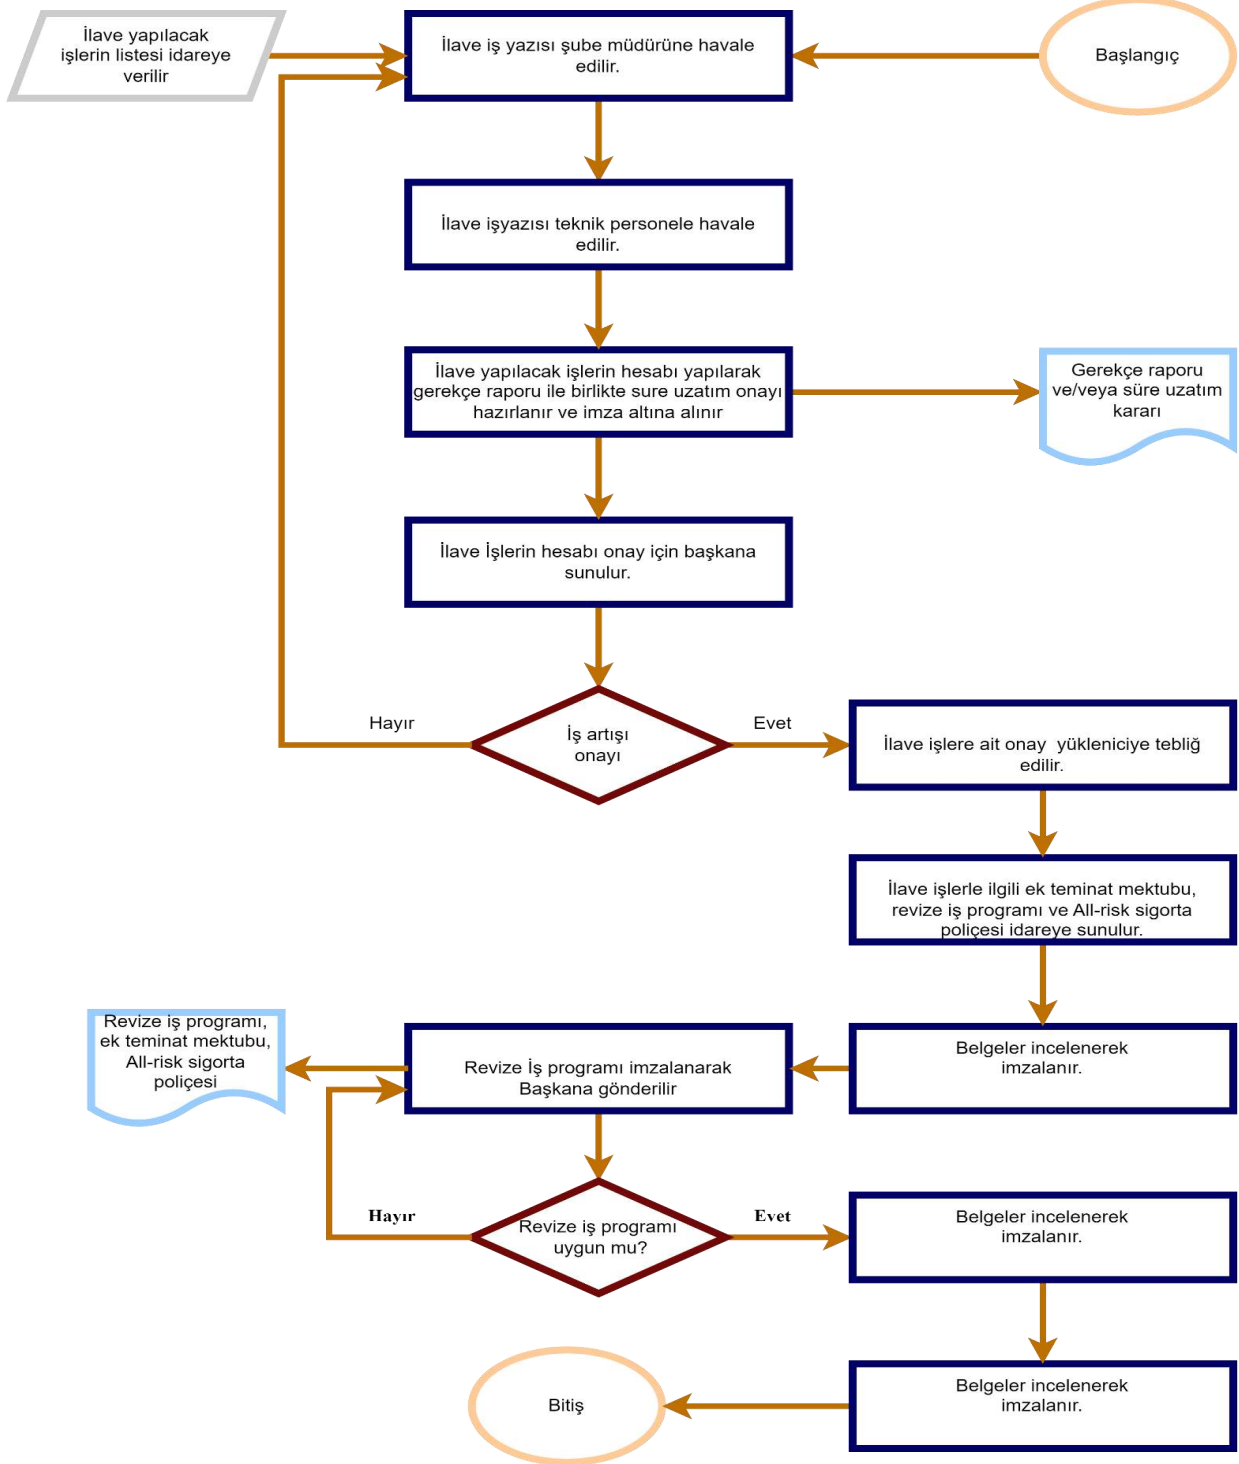 İlave yapılacak
işlerin listesi idareye
verilir
İlave iş yazısı şube müdürüne havale
edilir.
Başlangıç
İlave işyazısı teknik personele havale
edilir.
İlave yapılacak işlerin hesabı yapılarak
gerekçe raporu ile birlikte sure uzatım onayı
hazırlanır ve imza altına alınır
Gerekçe raporu
ve/veya süre uzatım
kararı
İlave İşlerin hesabı onay için başkana
sunulur.
Hayır
İş artışı
onayı
Evet
İlave işlere ait onay  yükleniciye tebliğ
edilir.
İlave işlerle ilgili ek teminat mektubu,
revize iş programı ve All-risk sigorta
poliçesi idareye sunulur.
Belgeler incelenerek
imzalanır.
Revize İş programı imzalanarak
Başkana gönderilir
Revize iş programı,
ek teminat mektubu,
All-risk sigorta
poliçesi
Hayır
Revize iş programı
uygun mu?
Evet
Belgeler incelenerek
imzalanır.
Belgeler incelenerek
imzalanır.
Bitiş